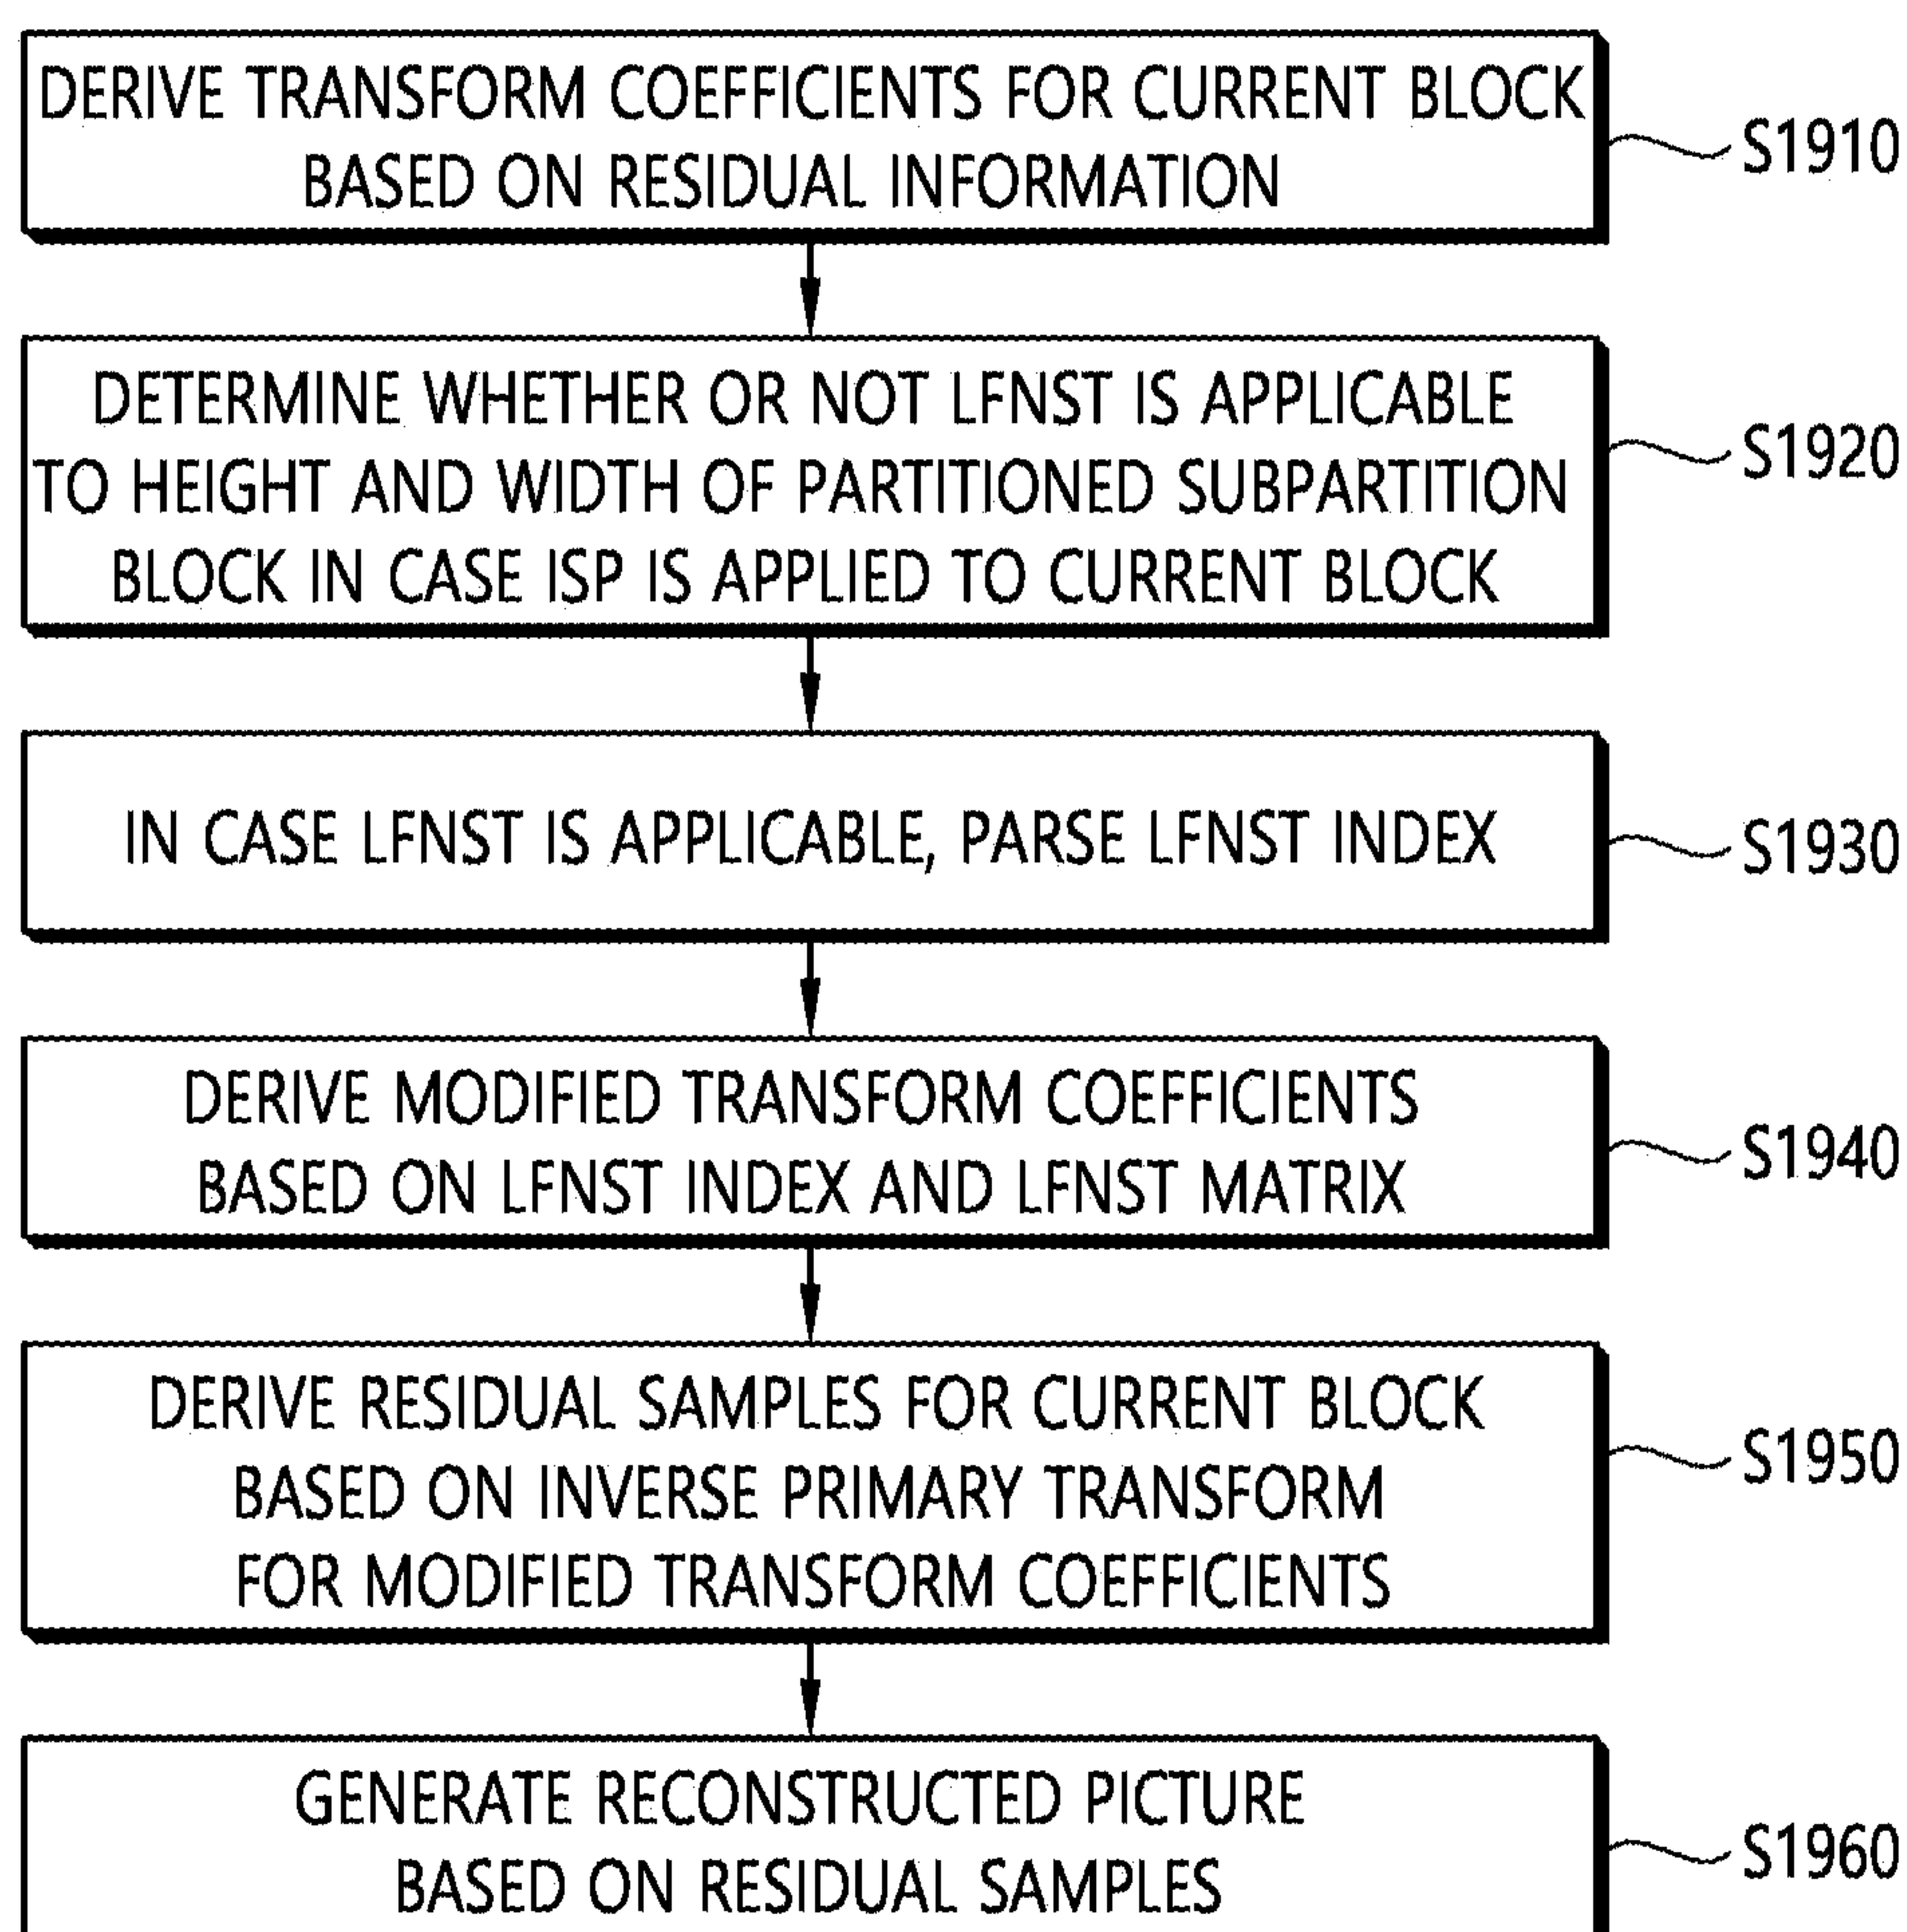 DERIVE TRANSFORM COEFFICIENTS FOR CURRENT BLOCK
BASED ON RESIDUAL INFORMATION
S1910
DETERMINE WHETHER OR NOT LFNST IS APPLICABLE
TO HEIGHT AND WIDTH OF PARTITIONED SUBPARTITION
BLOCK IN CASE ISP IS APPLIED TO CURRENT BLOCK
S1920
IN CASE LFNST IS APPLICABLE, PARSE LFNST INDEX
S1930
DERIVE MODIFIED TRANSFORM COEFFICIENTS
BASED ON LFNST INDEX AND LFNST MATRIX
S1940
DERIVE RESIDUAL SAMPLES FOR CURRENT BLOCK
BASED ON INVERSE PRIMARY TRANSFORM
FOR MODIFIED TRANSFORM COEFFICIENTS
S1950
GENERATE RECONSTRUCTED PICTURE
BASED ON RESIDUAL SAMPLES
S1960